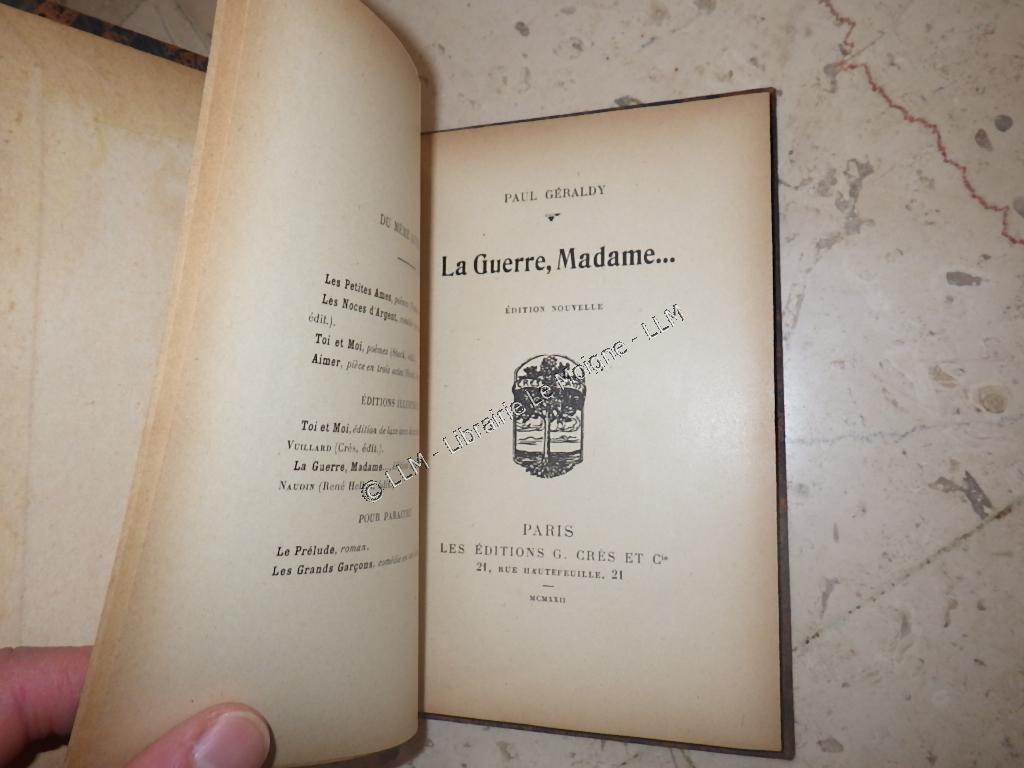 DU MÊME
Les Petites Ames, poèmes
Les Noces d'Argent,
édit.).
Toi et Moi, poèmes (Stock,
Aimer, pièce en trois actes
ÉDITIONS
Toi et Moi, édition de luxe
VUILLARD (Crès, édit.).
La Guerre, Madame...
NAUDIN (René
POUR
Le Prélude, roman.
Les Grands Garçons, comédie
PAUL GÉRALDY
La Guerre, Madame...
ÉDITION NOUVELLE
PARIS
LES ÉDITIONS G. CRÈS ET Cie
21, RUE HAUTEFEUILLE, 21
MCMXXII
© LLM - Librairie Le Moigne - LLM